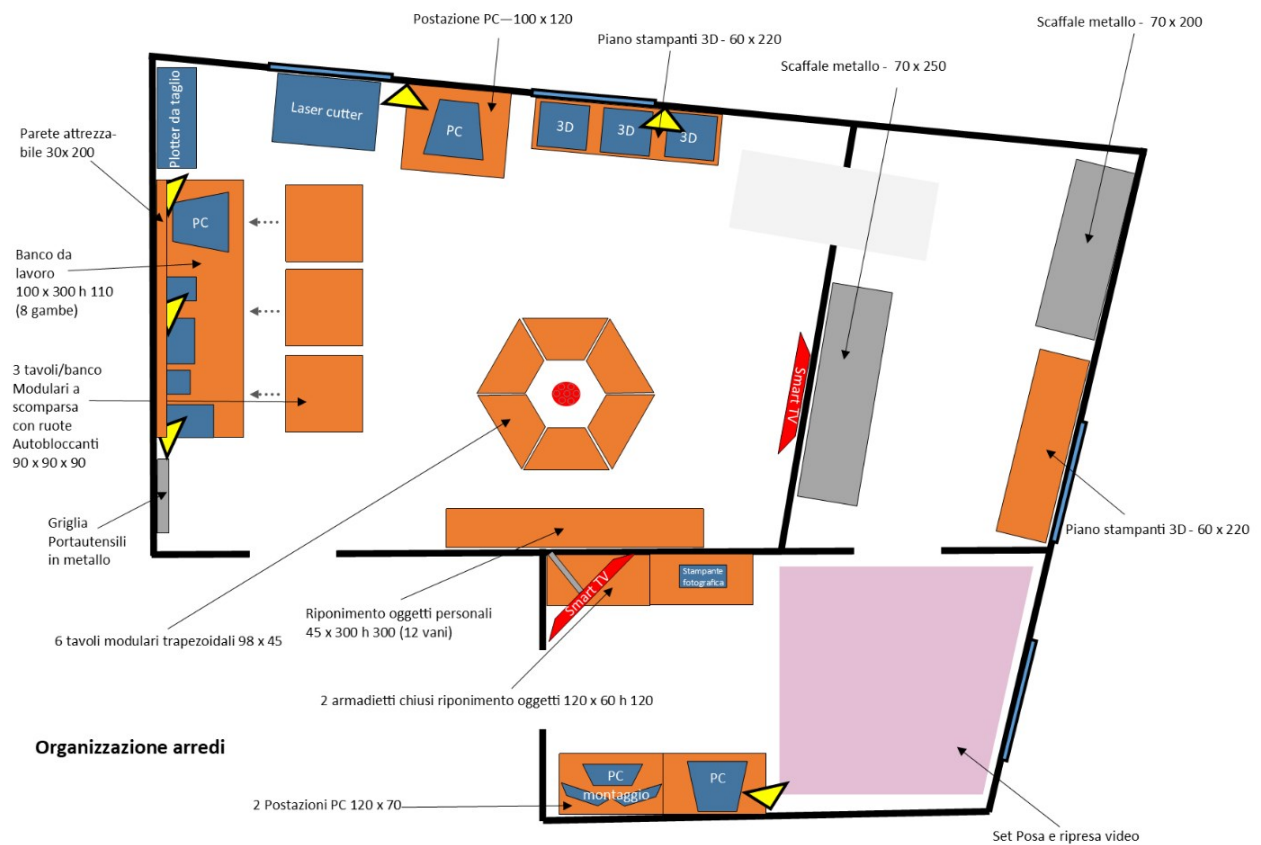 Postazione PC—100 x 120
Piano stampanti 3D - 60 x 220
Scaffale metallo - 70 x 200
Scaffale metallo - 70 x 250
Plotter da taglio
Laser cutter
PC
3D
3D
3D
Parete attrezza-
bile 30x 200
PC
Banco da
lavoro
100 x 300 h 110
(8 gambe)
3 tavoli/banco
Modulari a
scomparsa
con ruote
Autobloccanti
90 x 90 x 90
Smart TV
Griglia
Portautensili
in metallo
Piano stampanti 3D - 60 x 220
Stampante
fotografica
Smart TV
Riponimento oggetti personali
45 x 300 h 300 (12 vani)
6 tavoli modulari trapezoidali 98 x 45
2 armadietti chiusi riponimento oggetti 120 x 60 h 120
Organizzazione arredi
PC
montaggio
PC
2 Postazioni PC 120 x 70
Set Posa e ripresa video